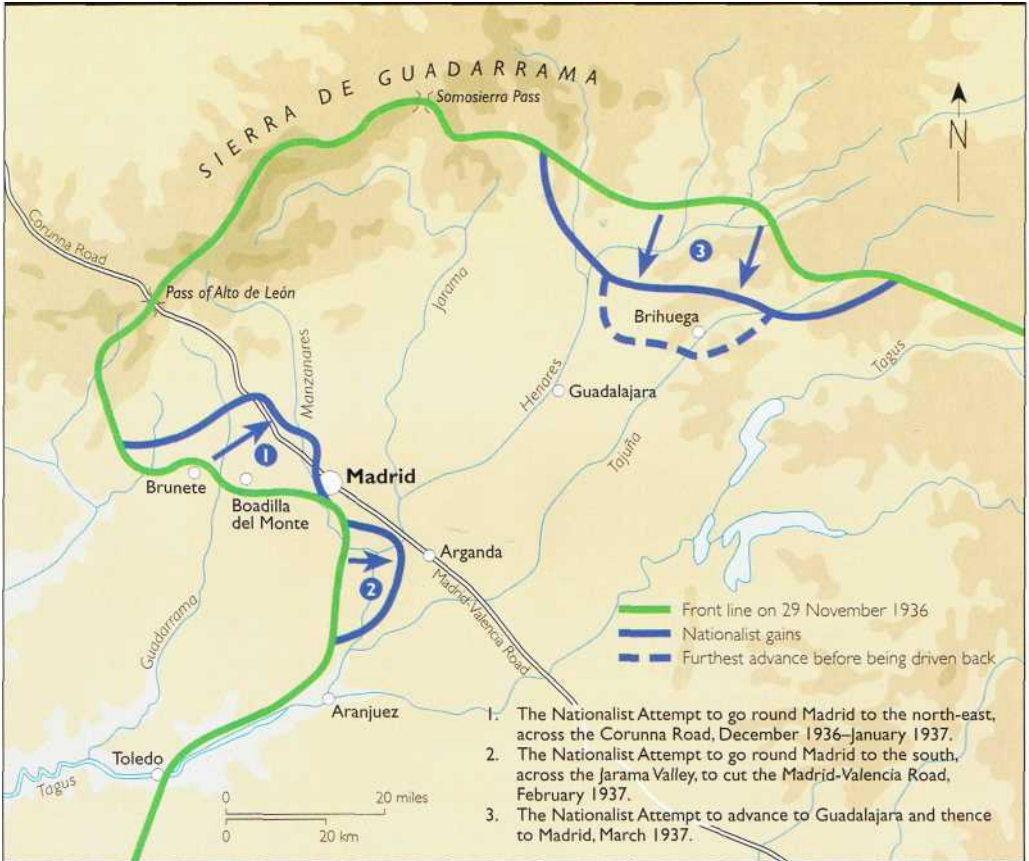 SIERRA DE GUADARRAMA
Somosierra Pass
N
Corunna Road
Pass of Alto de León
Jarama
Manzanares
Henares
Brihuega
Tagus
Guadalajara
Tajuña
1
2
3
Madrid
Brunete
Boadilla
del Monte
Arganda
Madrid-Valencia Road
Guadarrama
Front line on 29 November 1936
Nationalist gains
Furthest advance before being driven back
Aranjuez
Toledo
Tagus
0 20 miles
0 20 km
1. The Nationalist Attempt to go round Madrid to the north-east,
across the Corunna Road, December 1936–January 1937.
2. The Nationalist Attempt to go round Madrid to the south,
across the Jarama Valley, to cut the Madrid-Valencia Road,
February 1937.
3. The Nationalist Attempt to advance to Guadalajara and thence
to Madrid, March 1937.